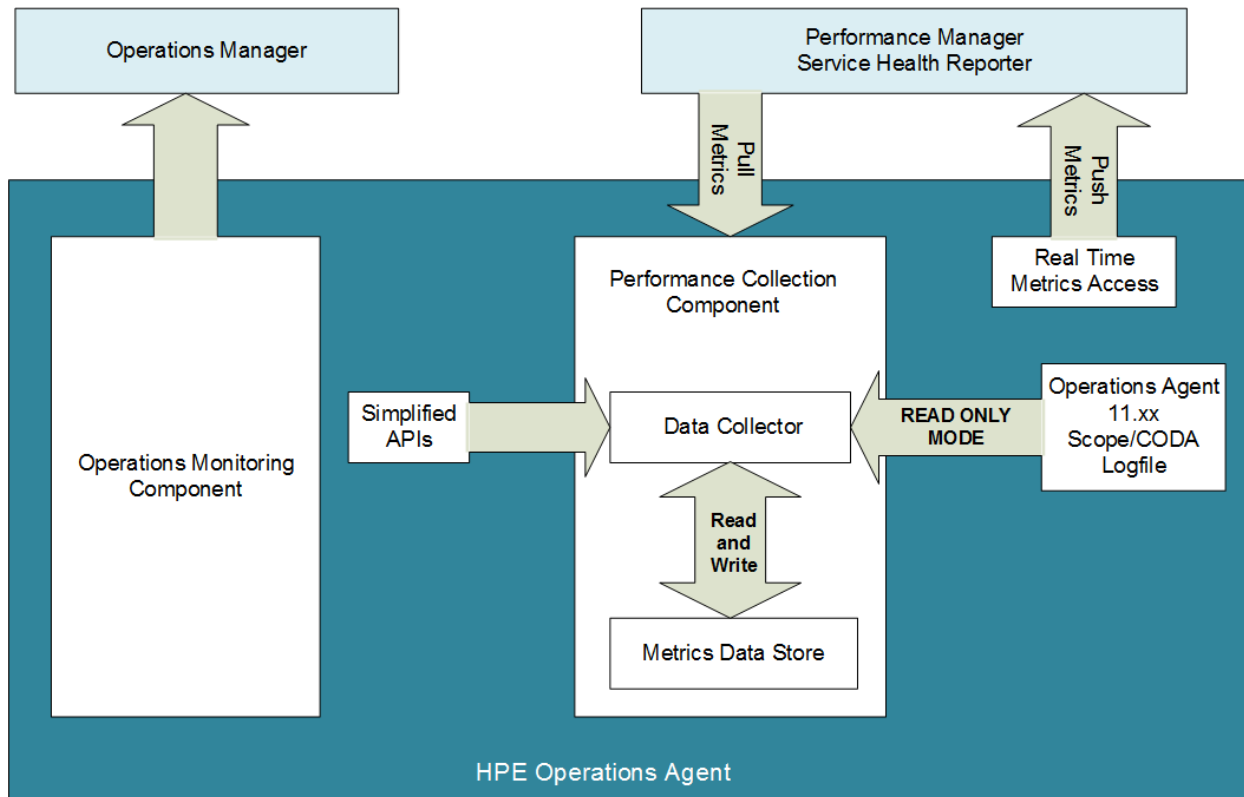 Operations Manager
Performance Manager
Service Health Reporter
Pull
Metrics
Push
Metrics
Real Time
Metrics Access
Performance Collection
Component
Operations Monitoring
Component
Simplified
APIs
Data Collector
READ ONLY
MODE
Operations Agent
11.xx
Scope/CODA
Logfile
Read
and
Write
Metrics Data Store
HPE Operations Agent